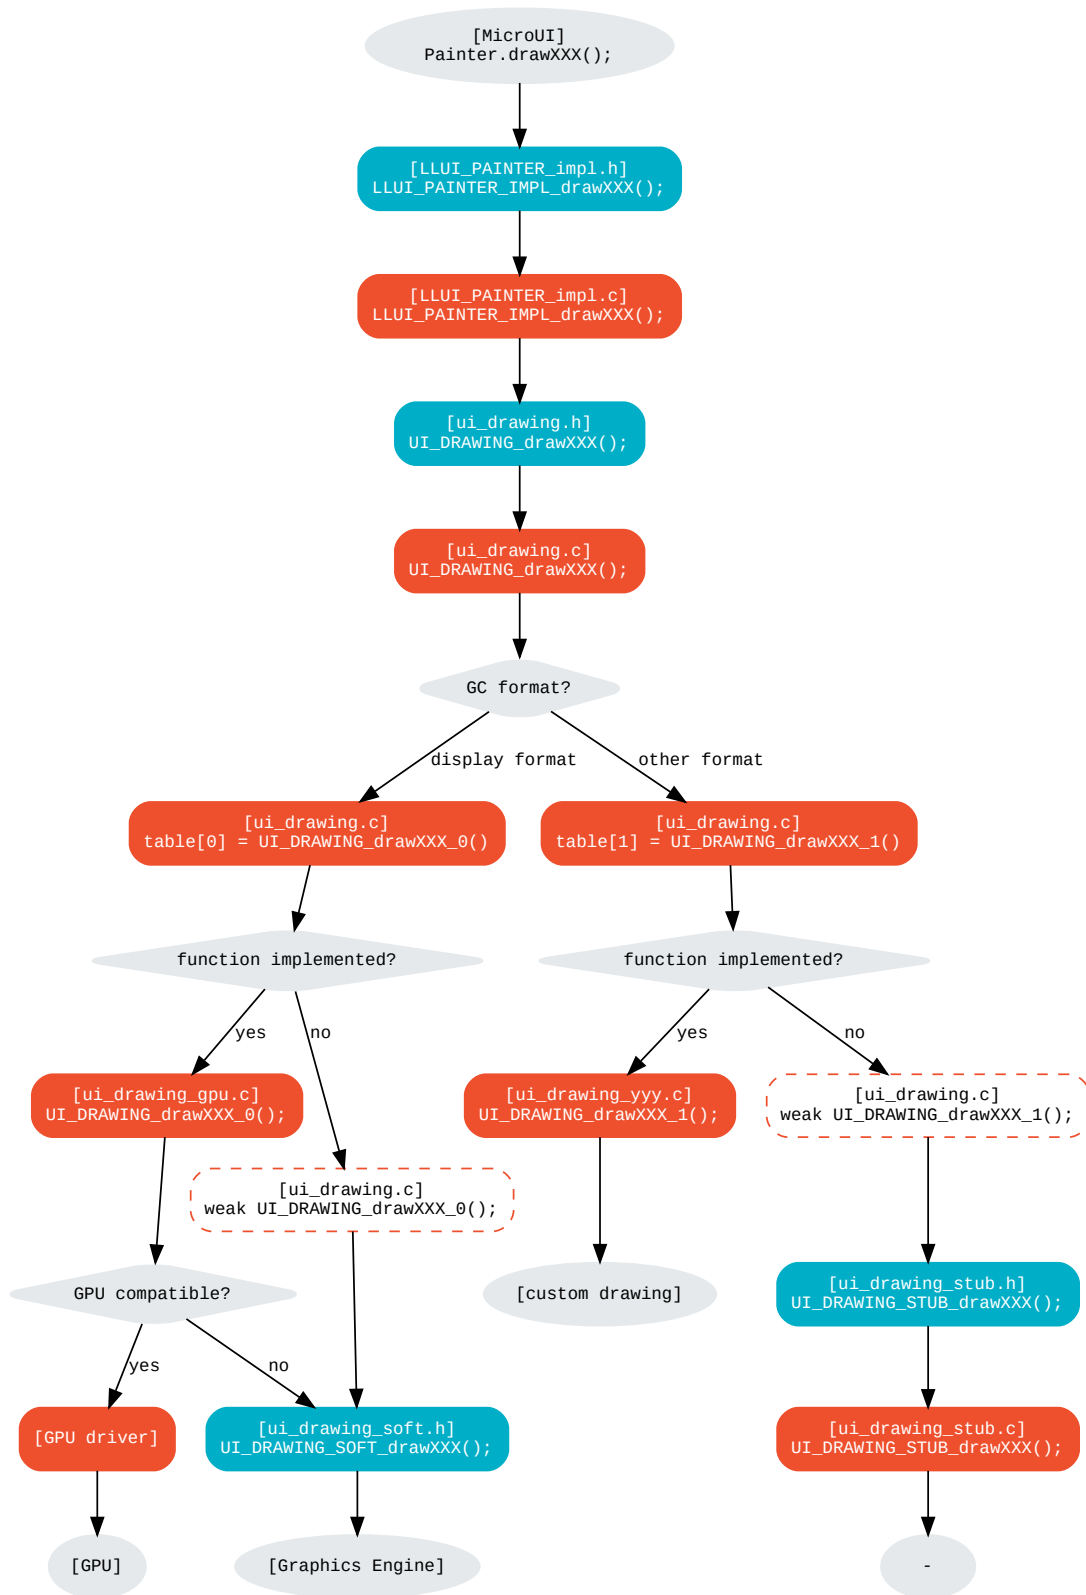 [MicroUI]
Painter.drawXXX();
[LLUI_PAINTER_impl.h]
LLUI_PAINTER_IMPL_drawXXX();
[LLUI_PAINTER_impl.c]
LLUI_PAINTER_IMPL_drawXXX();
[ui_drawing.h]
UI_DRAWING_drawXXX();
[ui_drawing.c]
UI_DRAWING_drawXXX();
GC format?
display format
other format
[ui_drawing.c]
table[0] = UI_DRAWING_drawXXX_0()
[ui_drawing.c]
table[1] = UI_DRAWING_drawXXX_1()
function implemented?
function implemented?
yes
no
yes
no
[ui_drawing_gpu.c]
UI_DRAWING_drawXXX_0();
[ui_drawing_yyy.c]
UI_DRAWING_drawXXX_1();
[ui_drawing.c]
weak UI_DRAWING_drawXXX_1();
[ui_drawing.c]
weak UI_DRAWING_drawXXX_0();
GPU compatible?
[custom drawing]
[ui_drawing_stub.h]
UI_DRAWING_STUB_drawXXX();
yes
no
[GPU driver]
[ui_drawing_soft.h]
UI_DRAWING_SOFT_drawXXX();
[ui_drawing_stub.c]
UI_DRAWING_STUB_drawXXX();
[GPU]
[Graphics Engine]
-